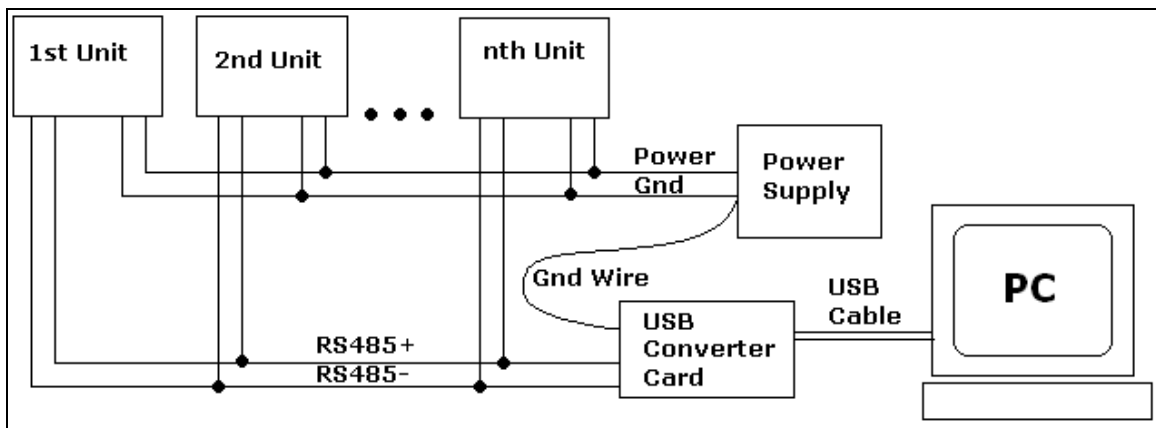 1st Unit
2nd Unit
nth Unit
Power
Gnd
Power
Supply
Gnd Wire
USB
Converter
Card
USB
Cable
PC
RS485+
RS485-